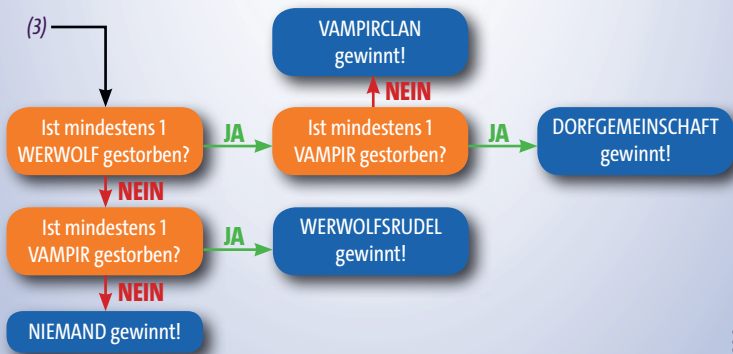 (3)
VAMPIRCLAN
gewinnt!
NEIN
Ist mindestens 1
WERWOLF gestorben?
JA
Ist mindestens 1
VAMPIR gestorben?
JA
DORFGEMEINSCHAFT
gewinnt!
NEIN
Ist mindestens 1
VAMPIR gestorben?
JA
WERWOLFSRUDEL
gewinnt!
NEIN
NIEMAND gewinnt!